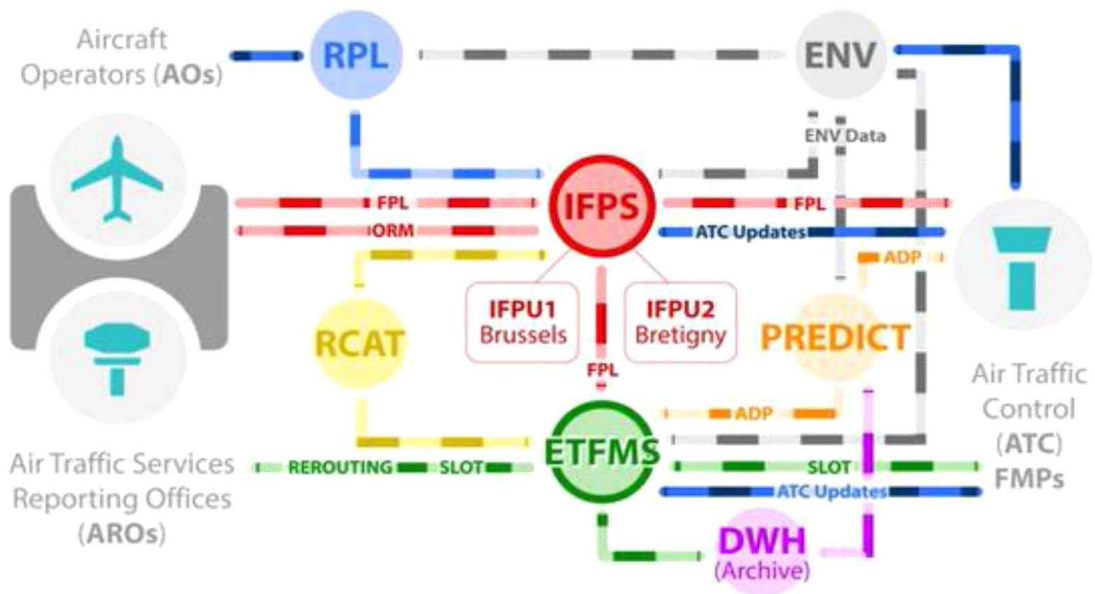 Aircraft
Operators (AOs)
RPL
ENV
ENV Data
FPL
ORM
IFPS
FPL
ATC Updates
ADP
IFPU1
Brussels
IFPU2
Bretigny
RCAT
PREDICT
FPL
Air Traffic
Control
(ATC)
FMPs
ADP
ETFMS
Air Traffic Services
Reporting Offices
(AROs)
REROUTING SLOT
SLOT
ATC Updates
DWH
(Archive)